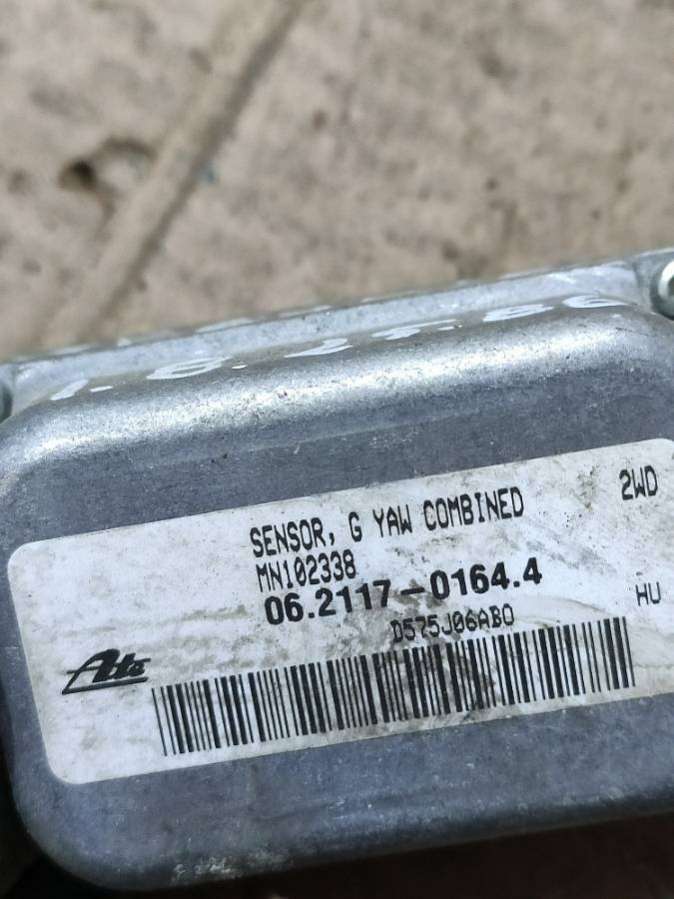 SENSOR, G YAW COMBINED 2WD
MN102338
06.2117-0164.4 HU
D575J06AB0
Ate